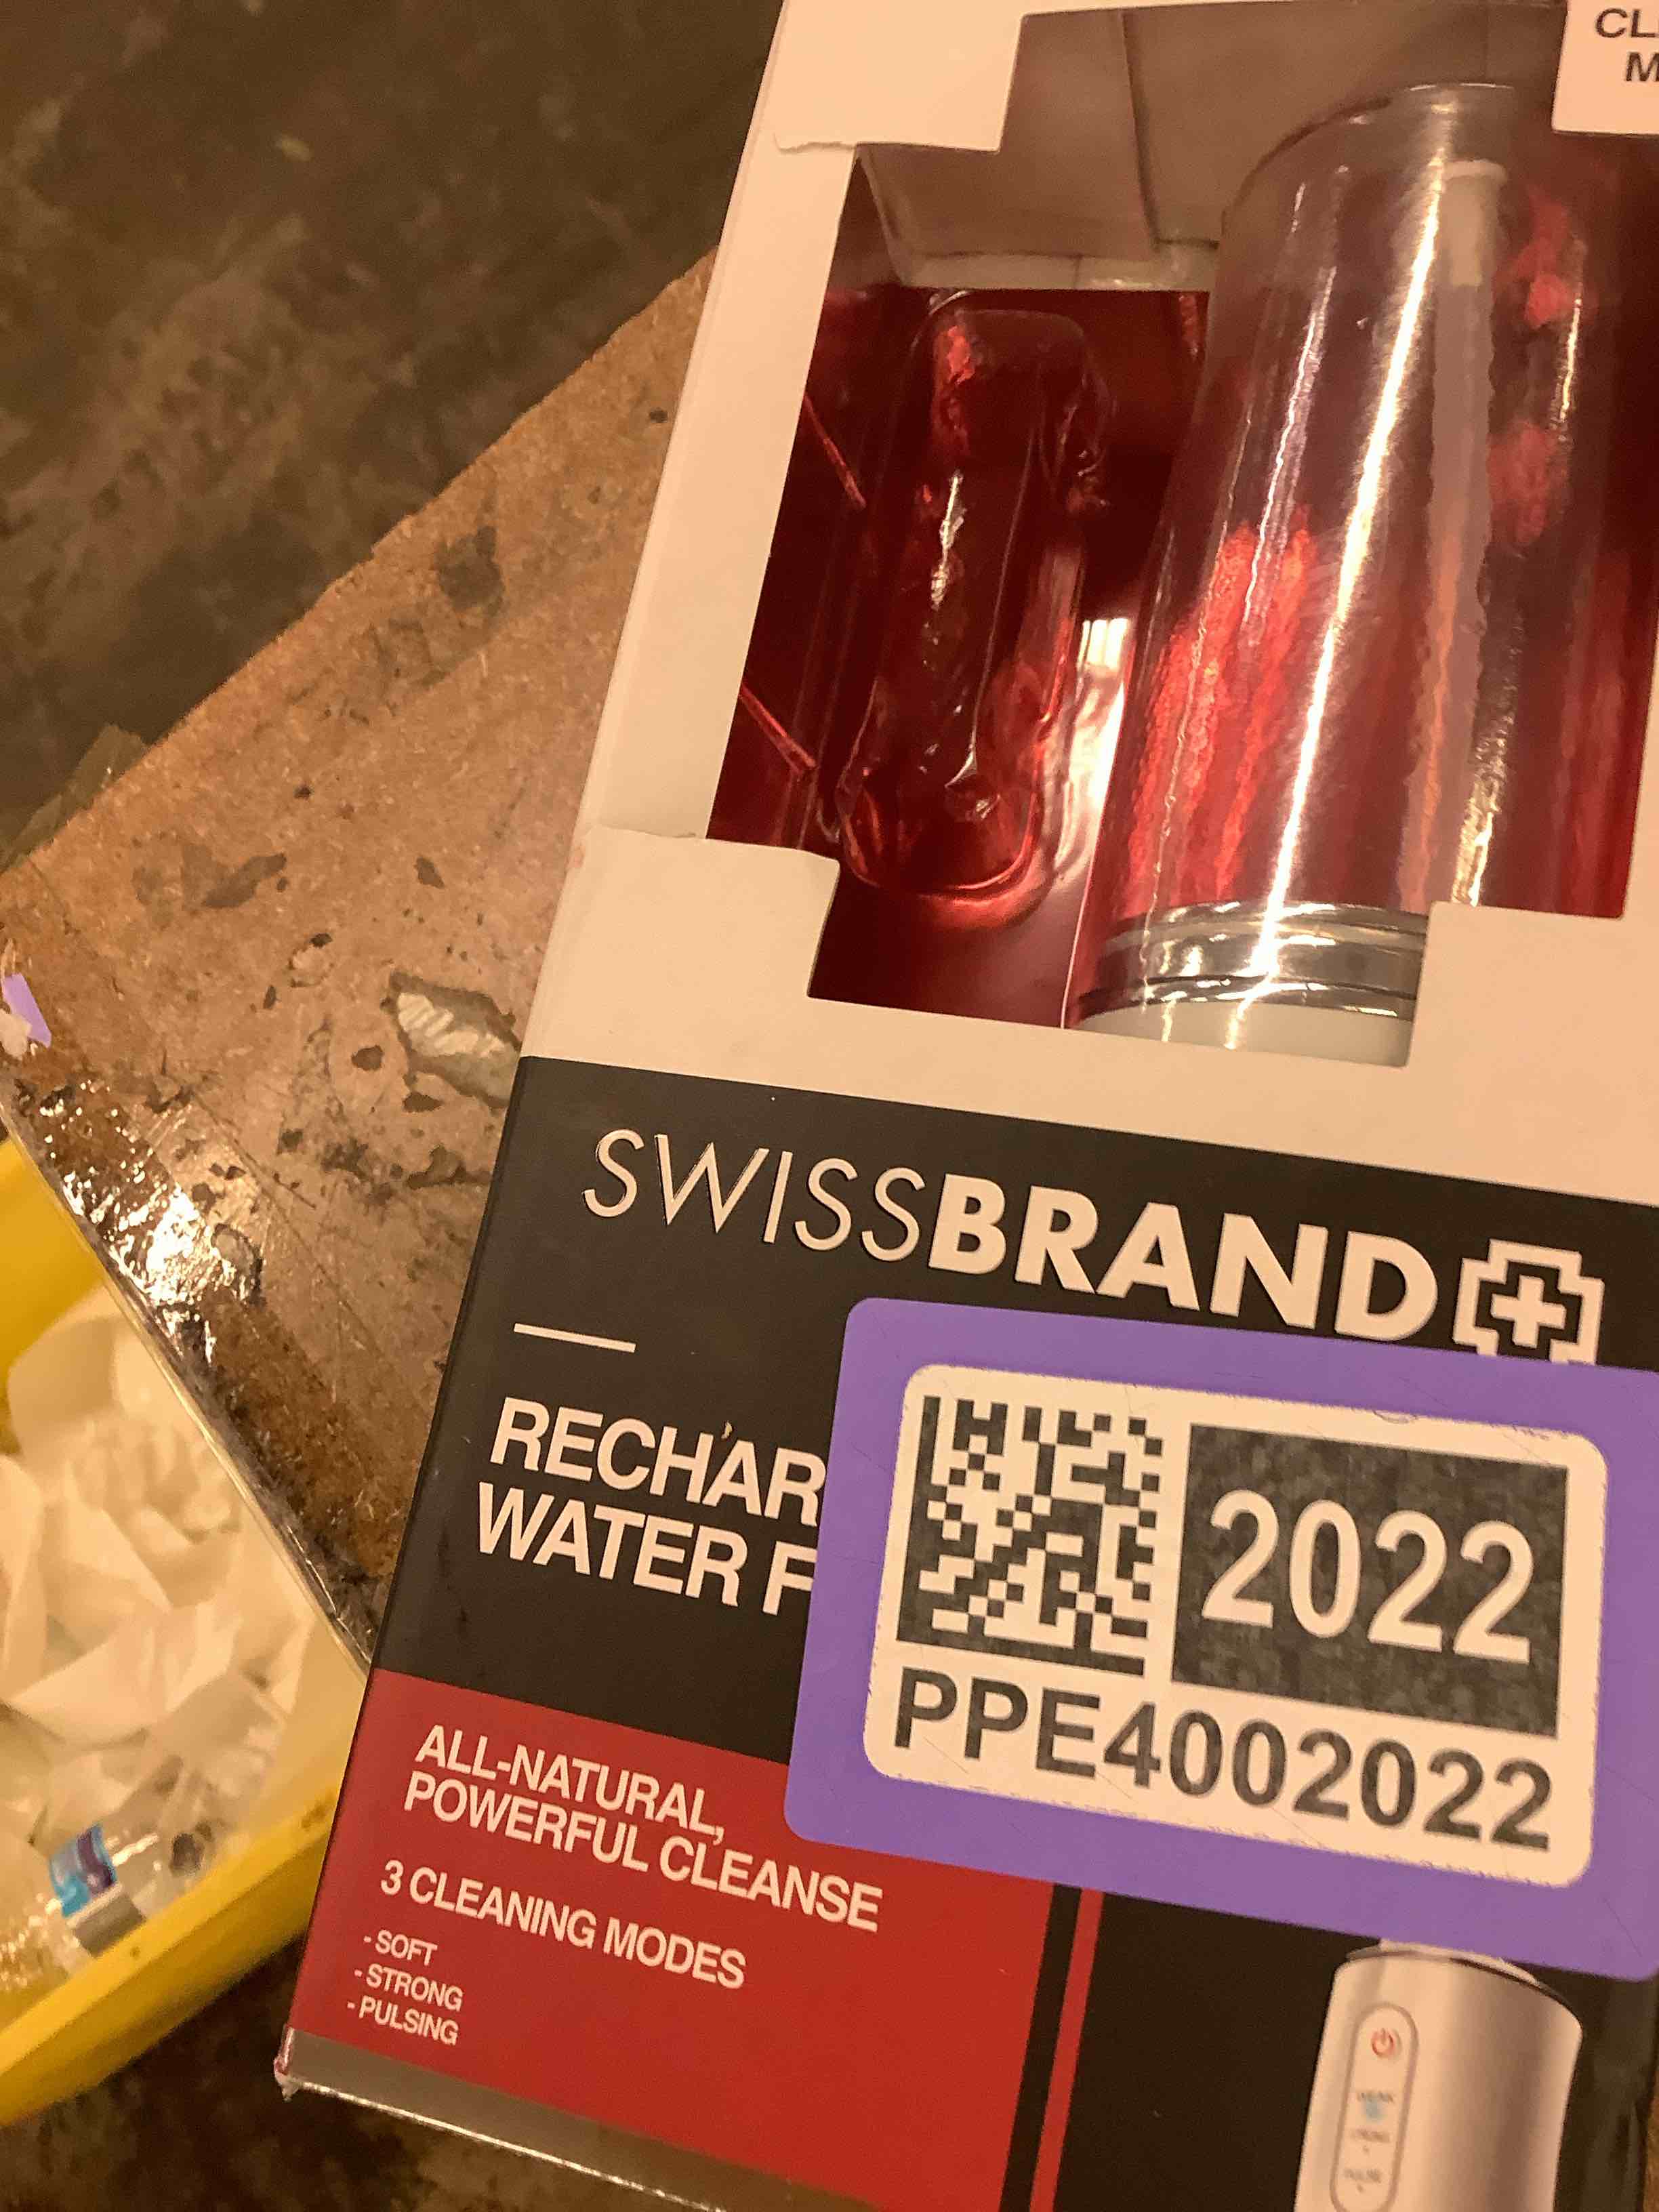 SWISSBRAND
RECHAR
WATER F
2022
PPE4002022
ALL-NATURAL,
POWERFUL CLEANSE
3 CLEANING MODES
- SOFT
- STRONG
- PULSING